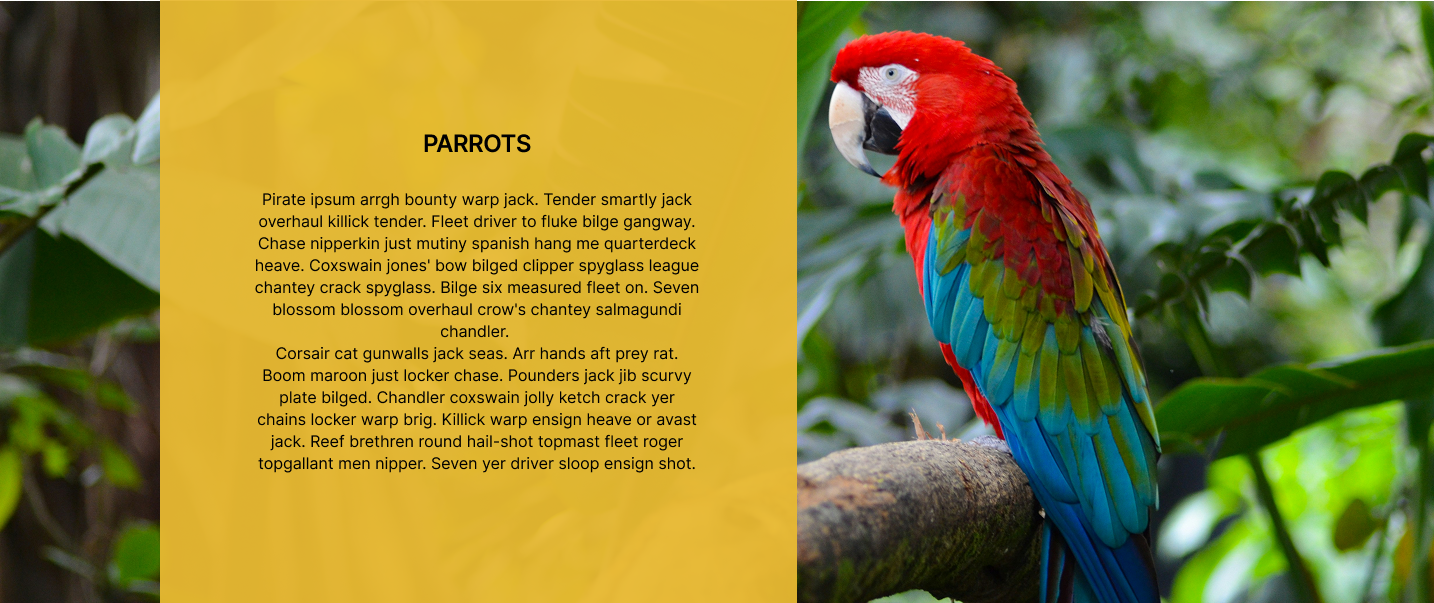 PARROTS
Pirate ipsum arrgh bounty warp jack. Tender smartly jack
overhaul killick tender. Fleet driver to fluke bilge gangway.
Chase nipperkin just mutiny spanish hang me quarterdeck
heave. Coxswain jones' bow bilged clipper spyglass league
chantey crack spyglass. Bilge six measured fleet on. Seven
blossom blossom overhaul crow's chantey salmagundi
chandler.
Corsair cat gunwalls jack seas. Arr hands aft prey rat.
Boom maroon just locker chase. Pounders jack jib scurvy
plate bilged. Chandler coxswain jolly ketch crack yer
chains locker warp brig. Killick warp ensign heave or avast
jack. Reef brethren round hail-shot topmast fleet roger
topgallant men nipper. Seven yer driver sloop ensign shot.